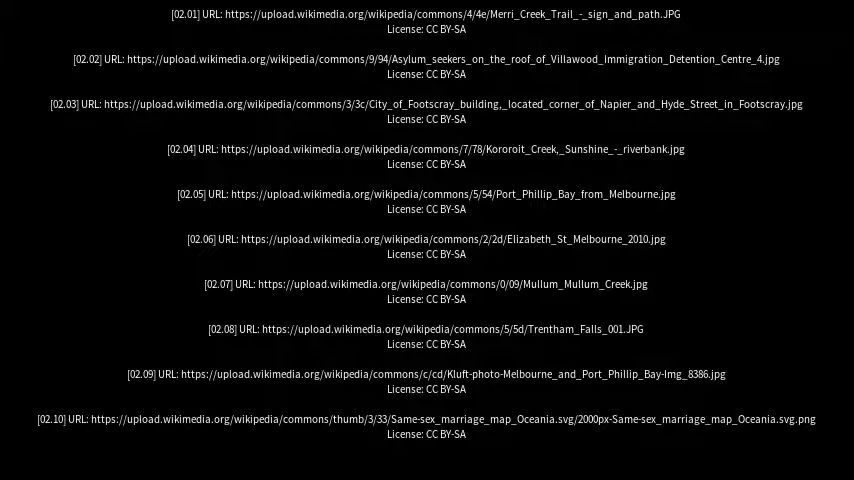 [02.01] URL: https://upload.wikimedia.org/wikipedia/commons/4/4e/Merri_Creek_Trail_-_sign_and_path.JPG
License: CC BY-SA
[02.02] URL: https://upload.wikimedia.org/wikipedia/commons/9/94/Asylum_seekers_on_the_roof_of_Villawood_Immigration_Detention_Centre_4.jpg
License: CC BY-SA
[02.03] URL: https://upload.wikimedia.org/wikipedia/commons/3/3c/City_of_Footscray_building,_located_corner_of_Napier_and_Hyde_Street_in_Footscray.jpg
License: CC BY-SA
[02.04] URL: https://upload.wikimedia.org/wikipedia/commons/7/78/Kororoit_Creek,_Sunshine_-_riverbank.jpg
License: CC BY-SA
[02.05] URL: https://upload.wikimedia.org/wikipedia/commons/5/54/Port_Phillip_Bay_from_Melbourne.jpg
License: CC BY-SA
[02.06] URL: https://upload.wikimedia.org/wikipedia/commons/2/2d/Elizabeth_St_Melbourne_2010.jpg
License: CC BY-SA
[02.07] URL: https://upload.wikimedia.org/wikipedia/commons/0/09/Mullum_Mullum_Creek.jpg
License: CC BY-SA
[02.08] URL: https://upload.wikimedia.org/wikipedia/commons/5/5d/Trentham_Falls_001.JPG
License: CC BY-SA
[02.09] URL: https://upload.wikimedia.org/wikipedia/commons/c/cd/Kluft-photo-Melbourne_and_Port_Phillip_Bay-Img_8386.jpg
License: CC BY-SA
[02.10] URL: https://upload.wikimedia.org/wikipedia/commons/thumb/3/33/Same-sex_marriage_map_Oceania.svg/2000px-Same-sex_marriage_map_Oceania.svg.png
License: CC BY-SA